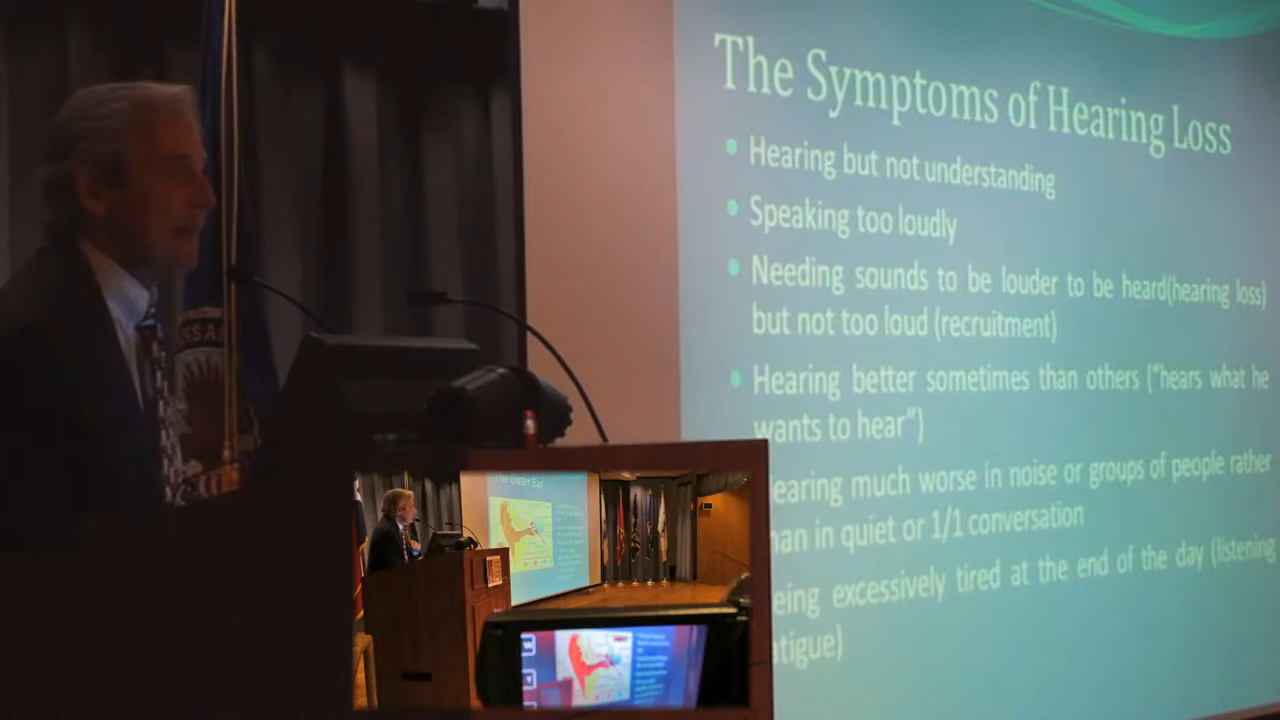 The Symptoms of Hearing Loss
Hearing but not understanding
Speaking too loudly
Needing sounds to be louder to be heard(hearing loss)
but not too loud (recruitment)
Hearing better sometimes than others ("hears what he
wants to hear")
earing much worse in noise or groups of people rather
han in quiet or 1/1 conversation
eing excessively tired at the end of the day (listening
atigue)
The Outer Ear